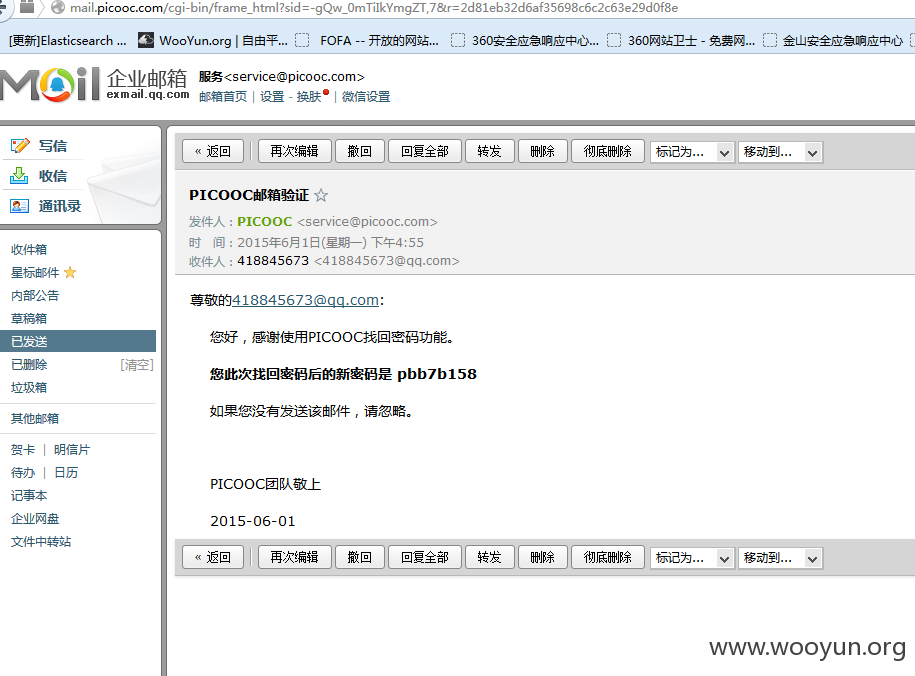 mail.picooc.com/cgi-bin/frame_html?sid=-gQw_0mTiIkYmgZT,7&r=2d81eb32d6af35698c6c2c63e29d0f8e
[更新]Elasticsearch ... WooYun.org | 自由平... FOFA -- 开放的网站... 360安全应急响应中心... 360网站卫士 - 免费网... 金山安全应急响应中心
Mail 企业邮箱 exmail.qq.com
服务<service@picooc.com>
邮箱首页 | 设置 - 换肤 | 微信设置
写信
收信
通讯录
收件箱
星标邮件
内部公告
草稿箱
已发送
已删除 [清空]
垃圾箱
其他邮箱
贺卡 | 明信片
待办 | 日历
记事本
企业网盘
文件中转站
« 返回 再次编辑 撤回 回复全部 转发 删除 彻底删除 标记为... 移动到...
PICOOC邮箱验证 ☆
发件人：PICOOC <service@picooc.com>
时 间：2015年6月1日(星期一) 下午4:55
收件人：418845673 <418845673@qq.com>
尊敬的418845673@qq.com:
您好，感谢使用PICOOC找回密码功能。
您此次找回密码后的新密码是 pbb7b158
如果您没有发送该邮件，请忽略。
PICOOC团队敬上
2015-06-01
« 返回 再次编辑 撤回 回复全部 转发 删除 彻底删除 标记为... 移动到...
www.wooyun.org